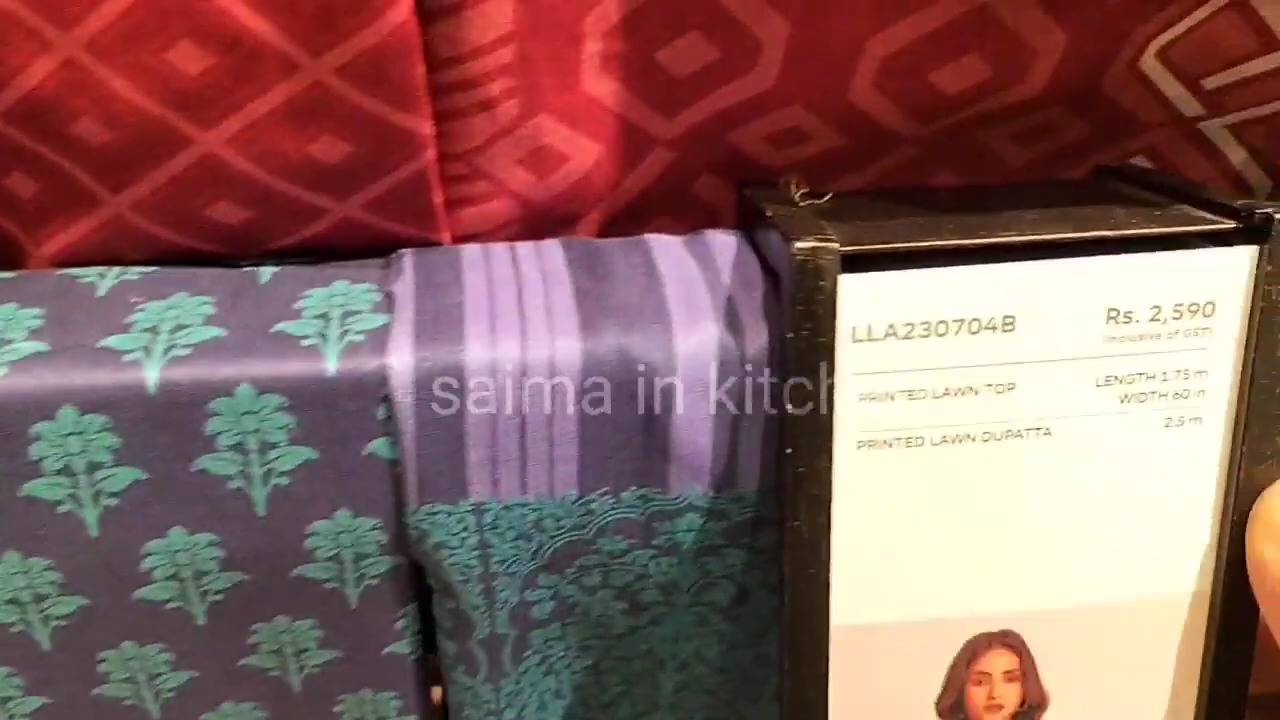 LLA230704B
Rs. 2,590
(Inclusive of GST)
PRINTED LAWN TOP
LENGTH 1.75 m
WIDTH 60 in
PRINTED LAWN DUPATTA
2.5 m
saima in kitch